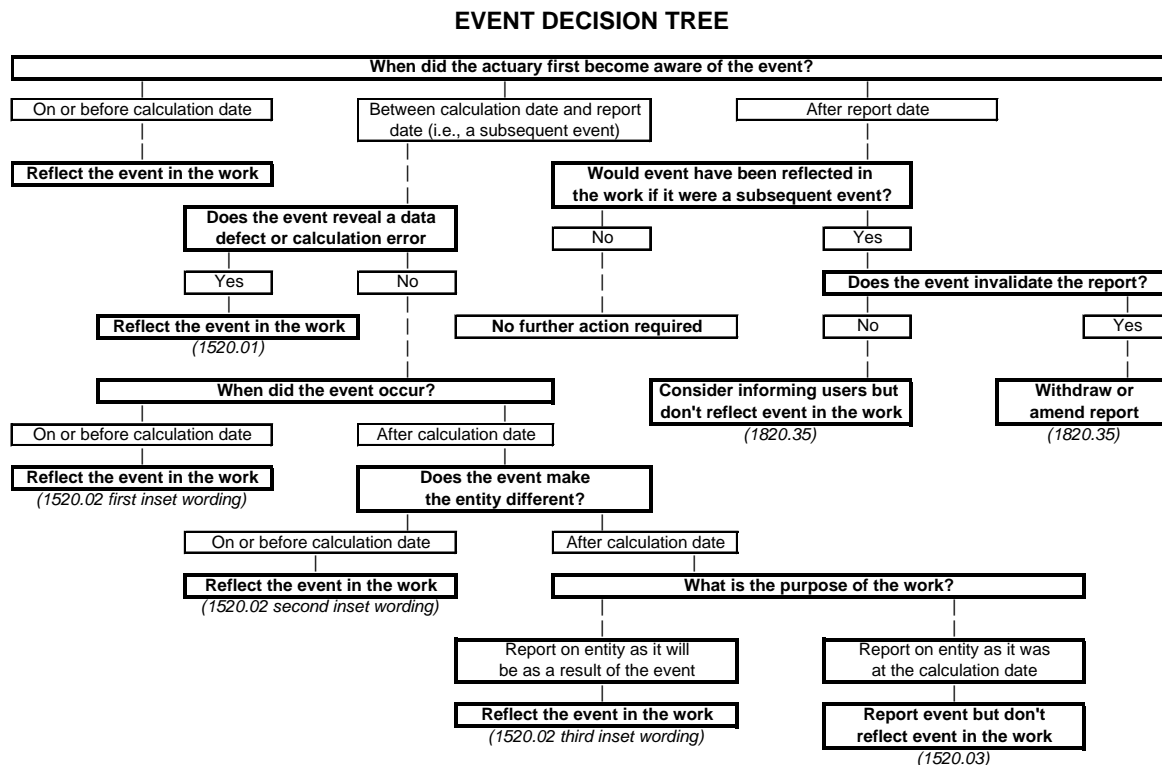 EVENT DECISION TREE
When did the actuary first become aware of the event?
On or before calculation date
Between calculation date and report
date (i.e., a subsequent event)
After report date
Reflect the event in the work
Would event have been reflected in
the work if it were a subsequent event?
Does the event reveal a data
defect or calculation error
No
Yes
Yes
No
Does the event invalidate the report?
Reflect the event in the work
(1520.01)
No further action required
No
Yes
When did the event occur?
Consider informing users but
don't reflect event in the work
(1820.35)
Withdraw or
amend report
(1820.35)
On or before calculation date
After calculation date
Reflect the event in the work
(1520.02 first inset wording)
Does the event make
the entity different?
On or before calculation date
After calculation date
Reflect the event in the work
(1520.02 second inset wording)
What is the purpose of the work?
Report on entity as it will
be as a result of the event
Report on entity as it was
at the calculation date
Reflect the event in the work
(1520.02 third inset wording)
Report event but don't
reflect event in the work
(1520.03)